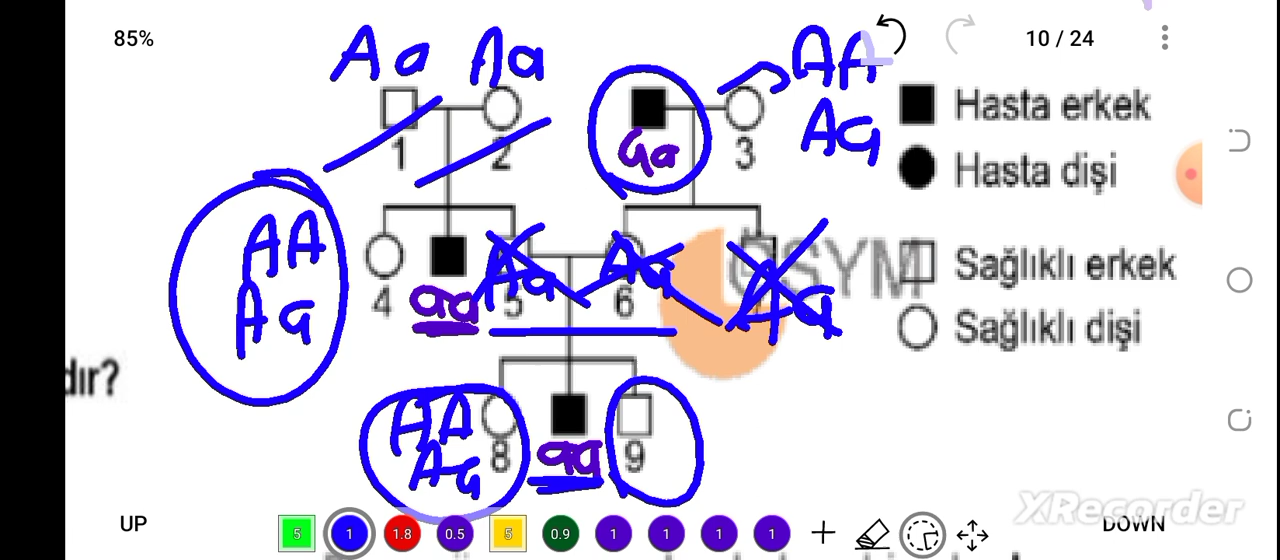 85%
10 / 24
Aa Aa
AA
Aa
1 2
aa
3
Hasta erkek
Hasta dişi
ÖSYM
Sağlıklı erkek
Sağlıklı dişi
AA
Aa
4
aa
Aa
5
Aa
6
Aa
dır?
AA
Aa
8
aa
9
UP
5 1 1.8 0.5 5 0.9 1 1 1 1
XRecorder
DOWN